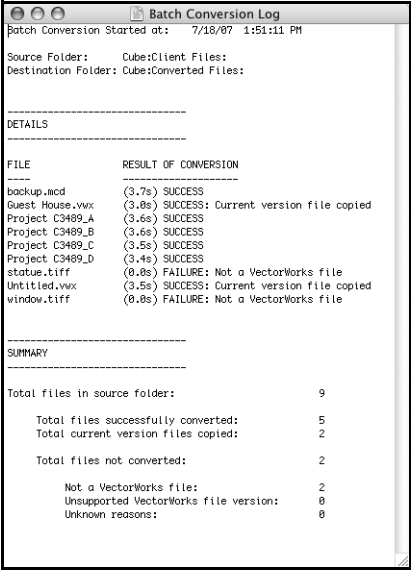 Batch Conversion Log
Batch Conversion Started at: 7/18/07 1:51:11 PM
Source Folder: Cube:Client Files:
Destination Folder: Cube:Converted Files:
-------------------------------
DETAILS
-------------------------------
FILE RESULT OF CONVERSION
---- --------------------
backup.mcd (3.7s) SUCCESS
Guest House.vwx (3.0s) SUCCESS: Current version file copied
Project C3489_A (3.6s) SUCCESS
Project C3489_B (3.6s) SUCCESS
Project C3489_C (3.5s) SUCCESS
Project C3489_D (3.4s) SUCCESS
statue.tiff (0.0s) FAILURE: Not a VectorWorks file
Untitled.vwx (3.5s) SUCCESS: Current version file copied
window.tiff (0.0s) FAILURE: Not a VectorWorks file
-------------------------------
SUMMARY
-------------------------------
Total files in source folder: 9
Total files successfully converted: 5
Total current version files copied: 2
Total files not converted: 2
Not a VectorWorks file: 2
Unsupported VectorWorks file version: 0
Unknown reasons: 0